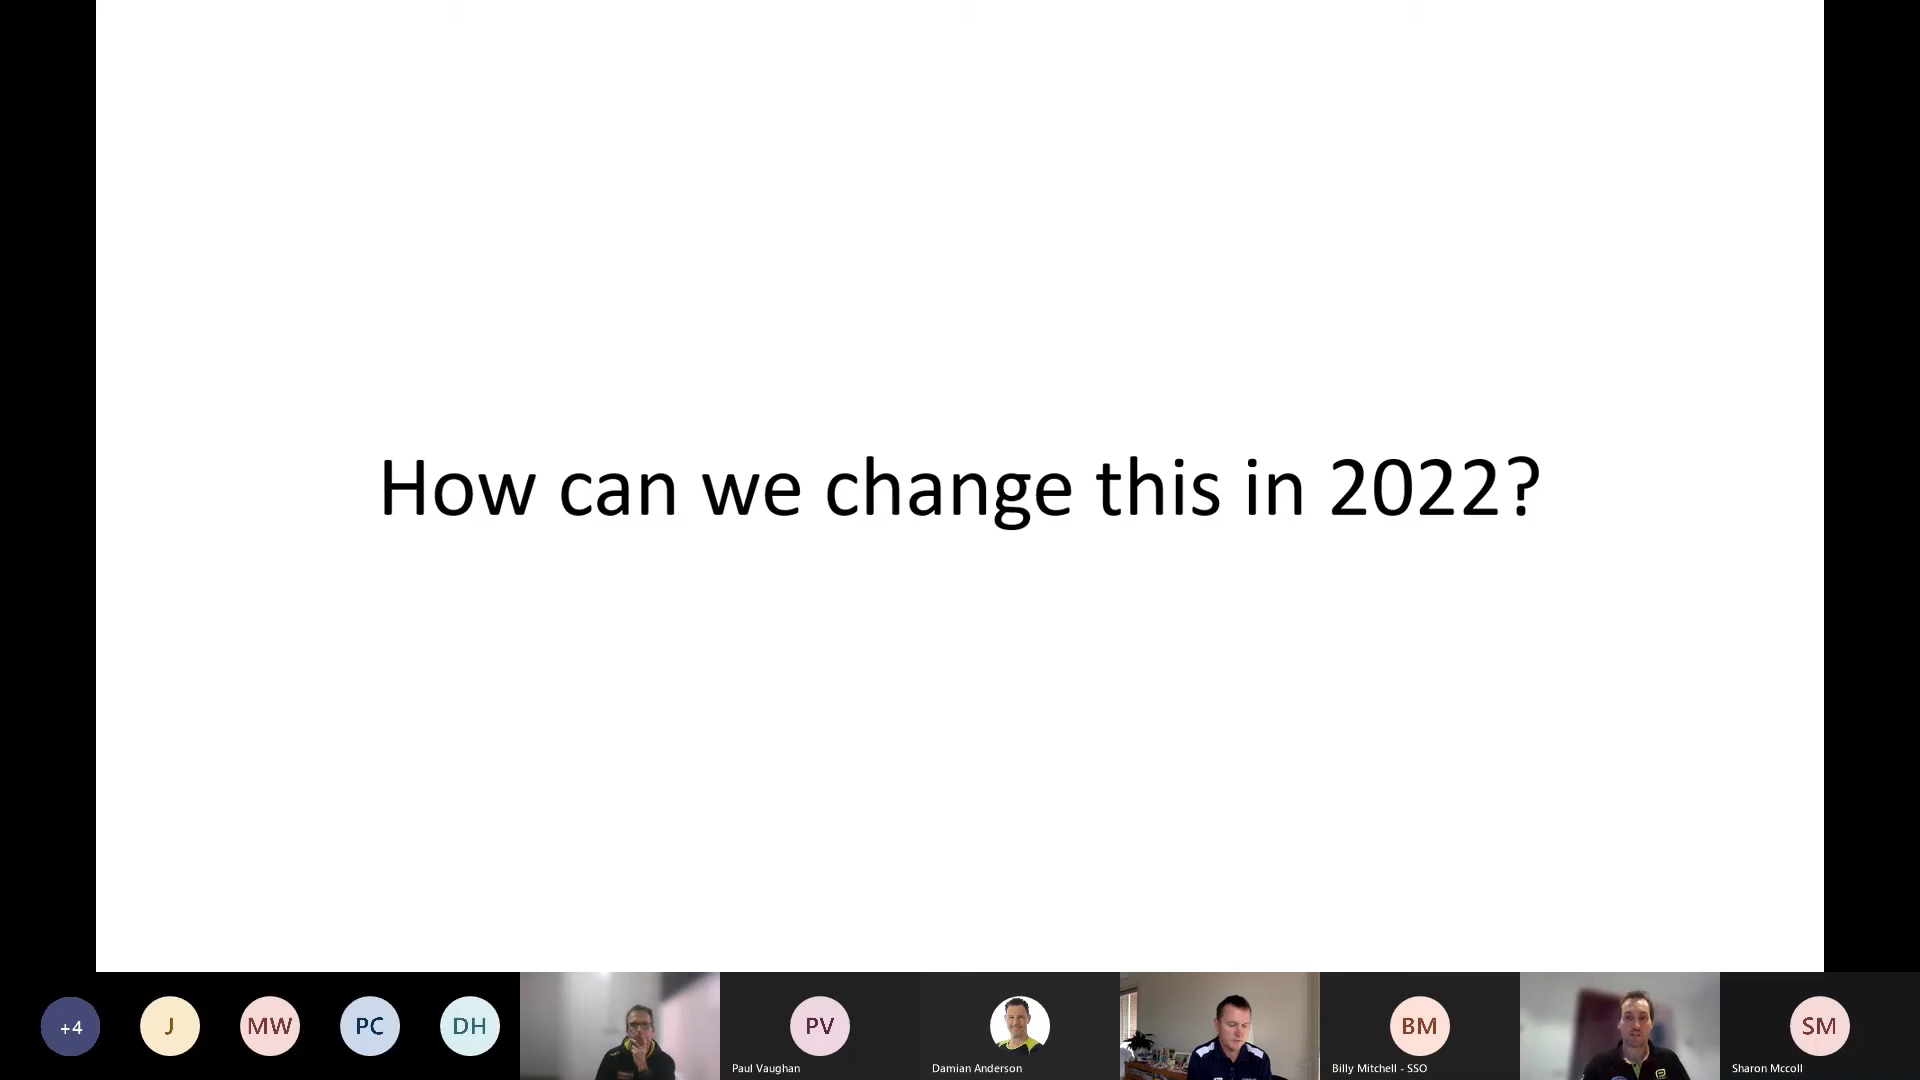 How can we change this in 2022?
+4
J
MW
PC
DH
PV
Paul Vaughan
Damian Anderson
BM
Billy Mitchell - SSO
SM
Sharon Mccoll